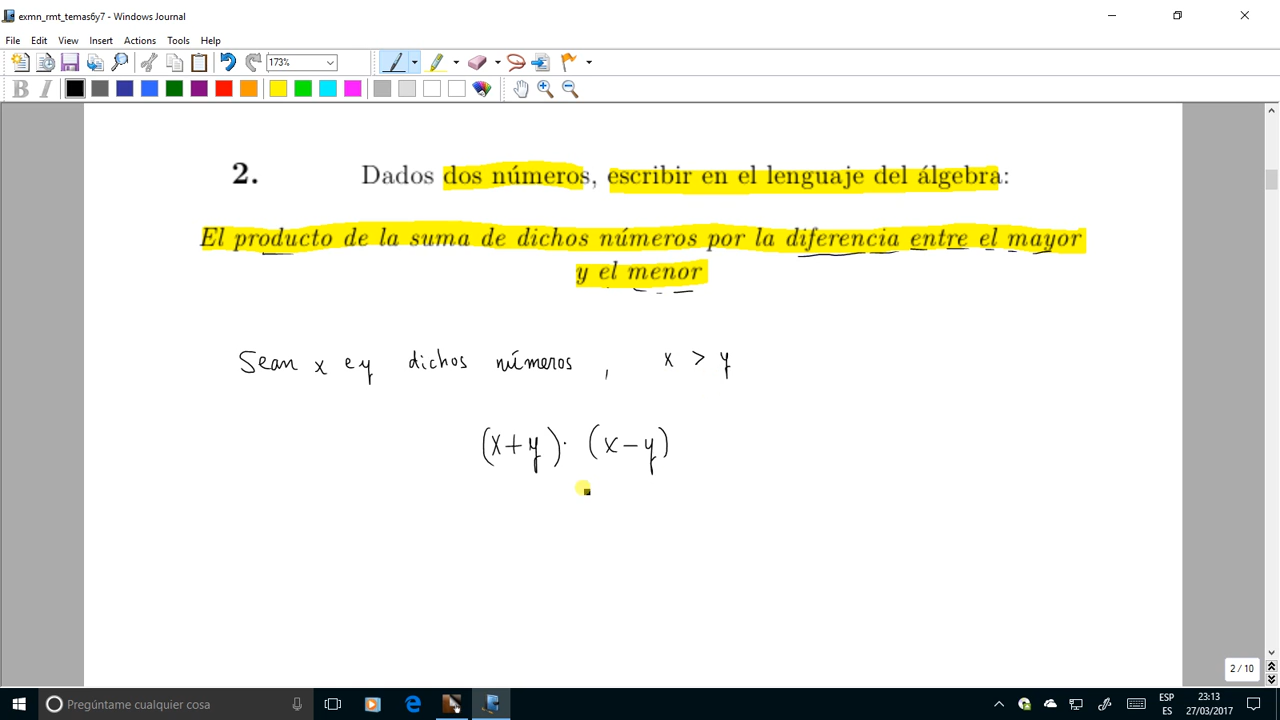 exmn_rmt_temas6y7 - Windows Journal
File Edit View Insert Actions Tools Help
173%
B I
2. Dados dos números, escribir en el lenguaje del álgebra:
El producto de la suma de dichos números por la diferencia entre el mayor
y el menor
Sean x e y dichos números, x > y
(x+y)· (x-y)
2 / 10
Pregúntame cualquier cosa
ESP 23:13
ES 27/03/2017